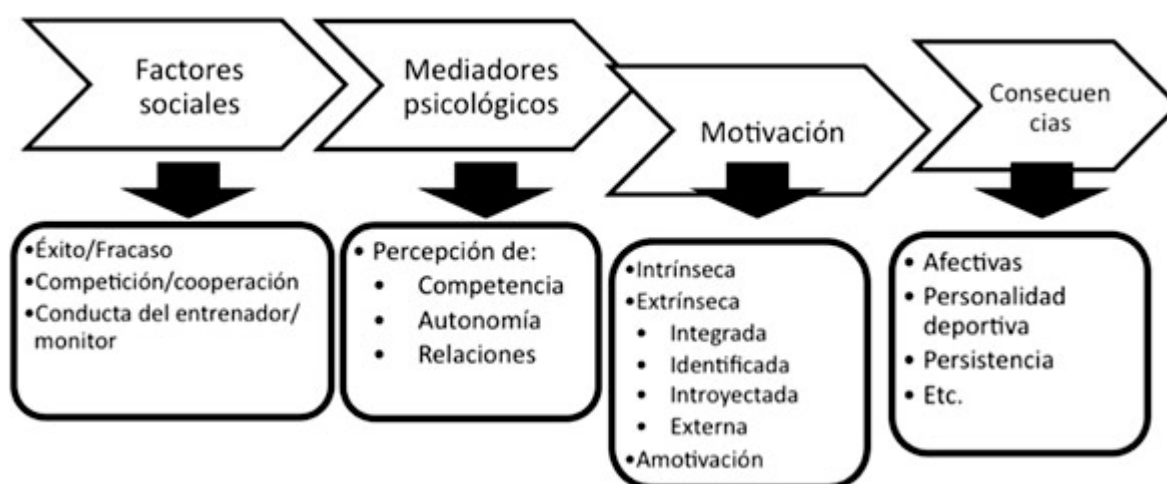 Factores
sociales
Mediadores
psicológicos
Motivación
Consecuen
cias
•Éxito/Fracaso
•Competición/cooperación
•Conducta del entrenador/
monitor
• Percepción de:
• Competencia
• Autonomía
• Relaciones
•Intrínseca
•Extrínseca
• Integrada
• Identificada
• Introyectada
• Externa
•Amotivación
• Afectivas
• Personalidad
deportiva
• Persistencia
• Etc.